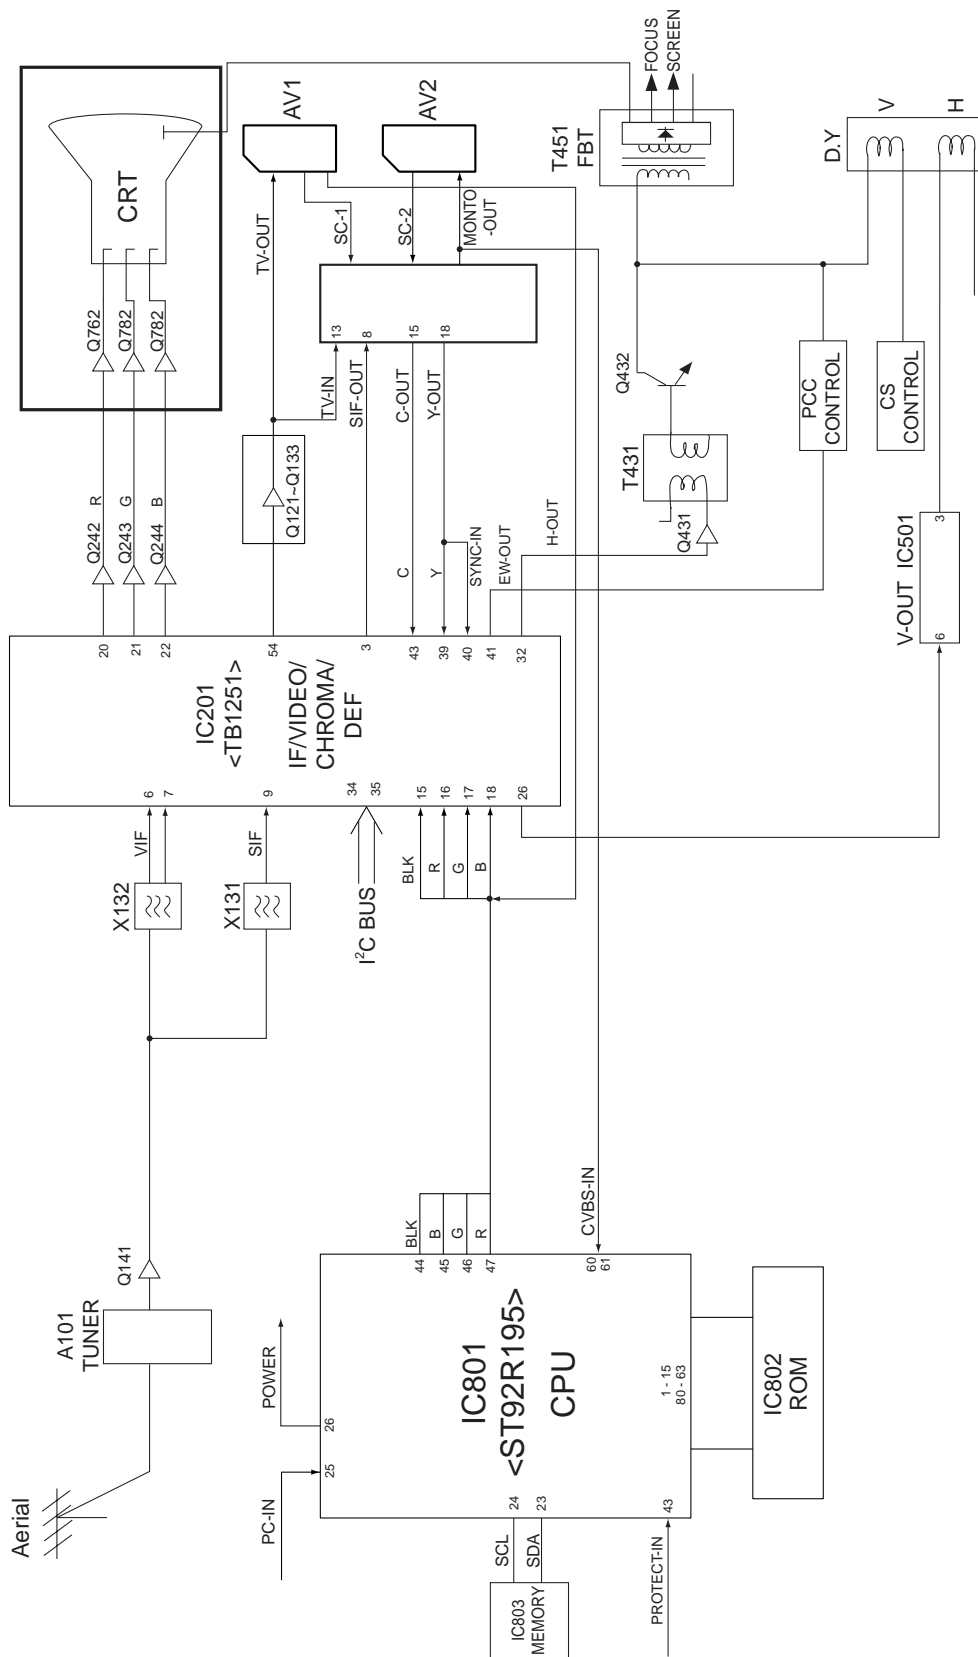 Aerial
A101
TUNER
Q141
X132
VIF
X131
SIF
6
7
9
34
35
15
16
17
18
26
I²C BUS
BLK
R
G
B
IC201
<TB1251>
IF/VIDEO/
CHROMA/
DEF
20
21
22
54
3
43
39
40
41
32
Q242
R
Q243
G
Q244
B
Q762
Q782
Q782
CRT
Q121~Q133
TV-OUT
TV-IN
SIF-OUT
C-OUT
Y-OUT
C
Y
SYNC-IN
EW-OUT
H-OUT
13
8
15
18
SC-1
SC-2
MONTO
-OUT
AV1
AV2
Q431
T431
Q432
T451
FBT
FOCUS
SCREEN
PCC
CONTROL
CS
CONTROL
V-OUT IC501
6
3
D.Y
V
H
PC-IN
POWER
25
26
IC801
<ST92R195>
CPU
BLK
B
G
R
44
45
46
47
CVBS-IN
60
61
24
23
43
SCL
SDA
IC803
MEMORY
PROTECT-IN
1 - 15
80 - 63
IC802
ROM